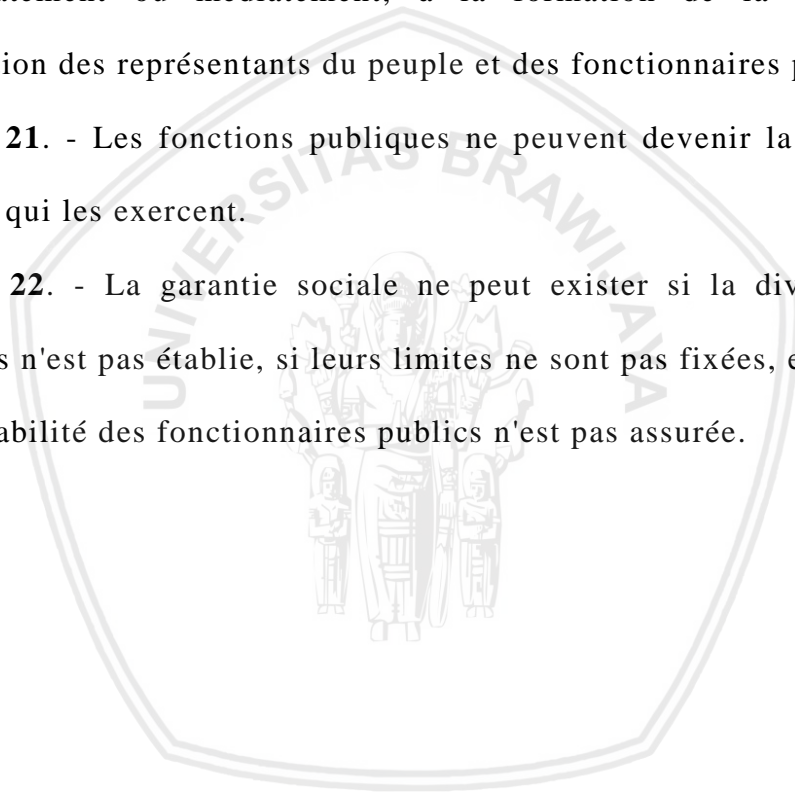 ion des représentants du peuple et des fonctionnaires
21. - Les fonctions publiques ne peuvent devenir la
qui les exercent.
22. - La garantie sociale ne peut exister si la
n'est pas établie, si leurs limites ne sont pas fixées,
abilité des fonctionnaires publics n'est pas assurée.
UNIVERSITAS BRAWIJAYA